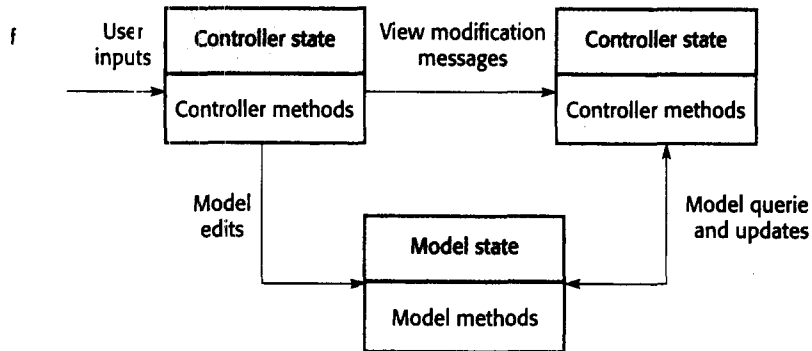 f
User
inputs
Controller state
Controller methods
View modification
messages
Controller state
Controller methods
Model
edits
Model state
Model methods
Model querie
and updates